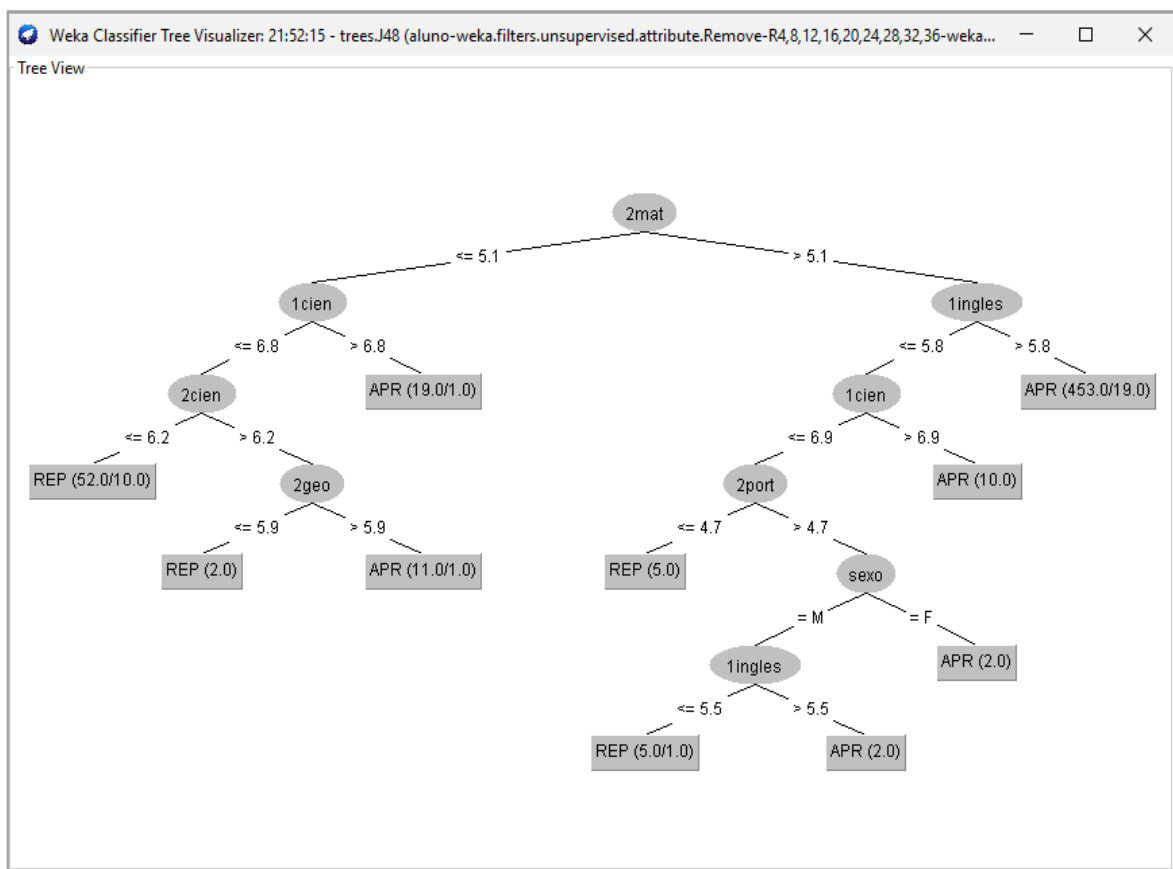 Weka Classifier Tree Visualizer: 21:52:15 - trees.J48 (aluno-weka.filters.unsupervised.attribute.Remove-R4,8,12,16,20,24,28,32,36-weka...
Tree View
2mat
<= 5.1 > 5.1
1cien 1ingles
<= 6.8 > 6.8 <= 5.8 > 5.8
2cien APR (19.0/1.0) 1cien APR (453.0/19.0)
<= 6.2 > 6.2 <= 6.9 > 6.9
REP (52.0/10.0) 2geo 2port APR (10.0)
<= 5.9 > 5.9 <= 4.7 > 4.7
REP (2.0) APR (11.0/1.0) REP (5.0) sexo
= M = F
1ingles APR (2.0)
<= 5.5 > 5.5
REP (5.0/1.0) APR (2.0)